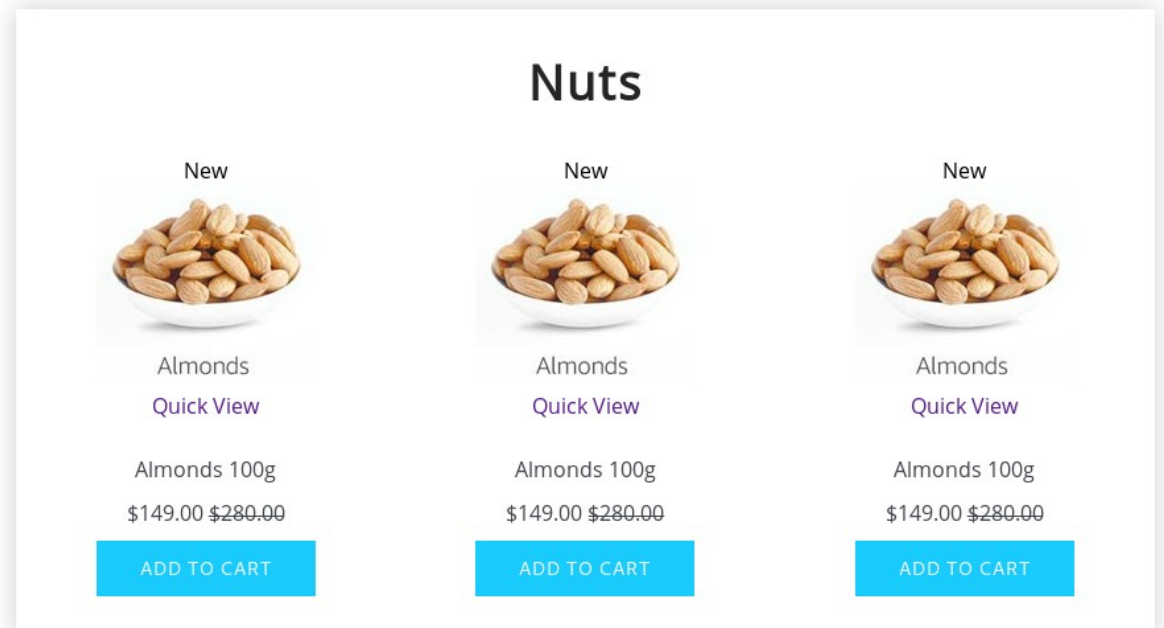 Nuts
New
New
New
Almonds
Almonds
Almonds
Quick View
Quick View
Quick View
Almonds 100g
Almonds 100g
Almonds 100g
$149.00 $280.00
$149.00 $280.00
$149.00 $280.00
ADD TO CART
ADD TO CART
ADD TO CART